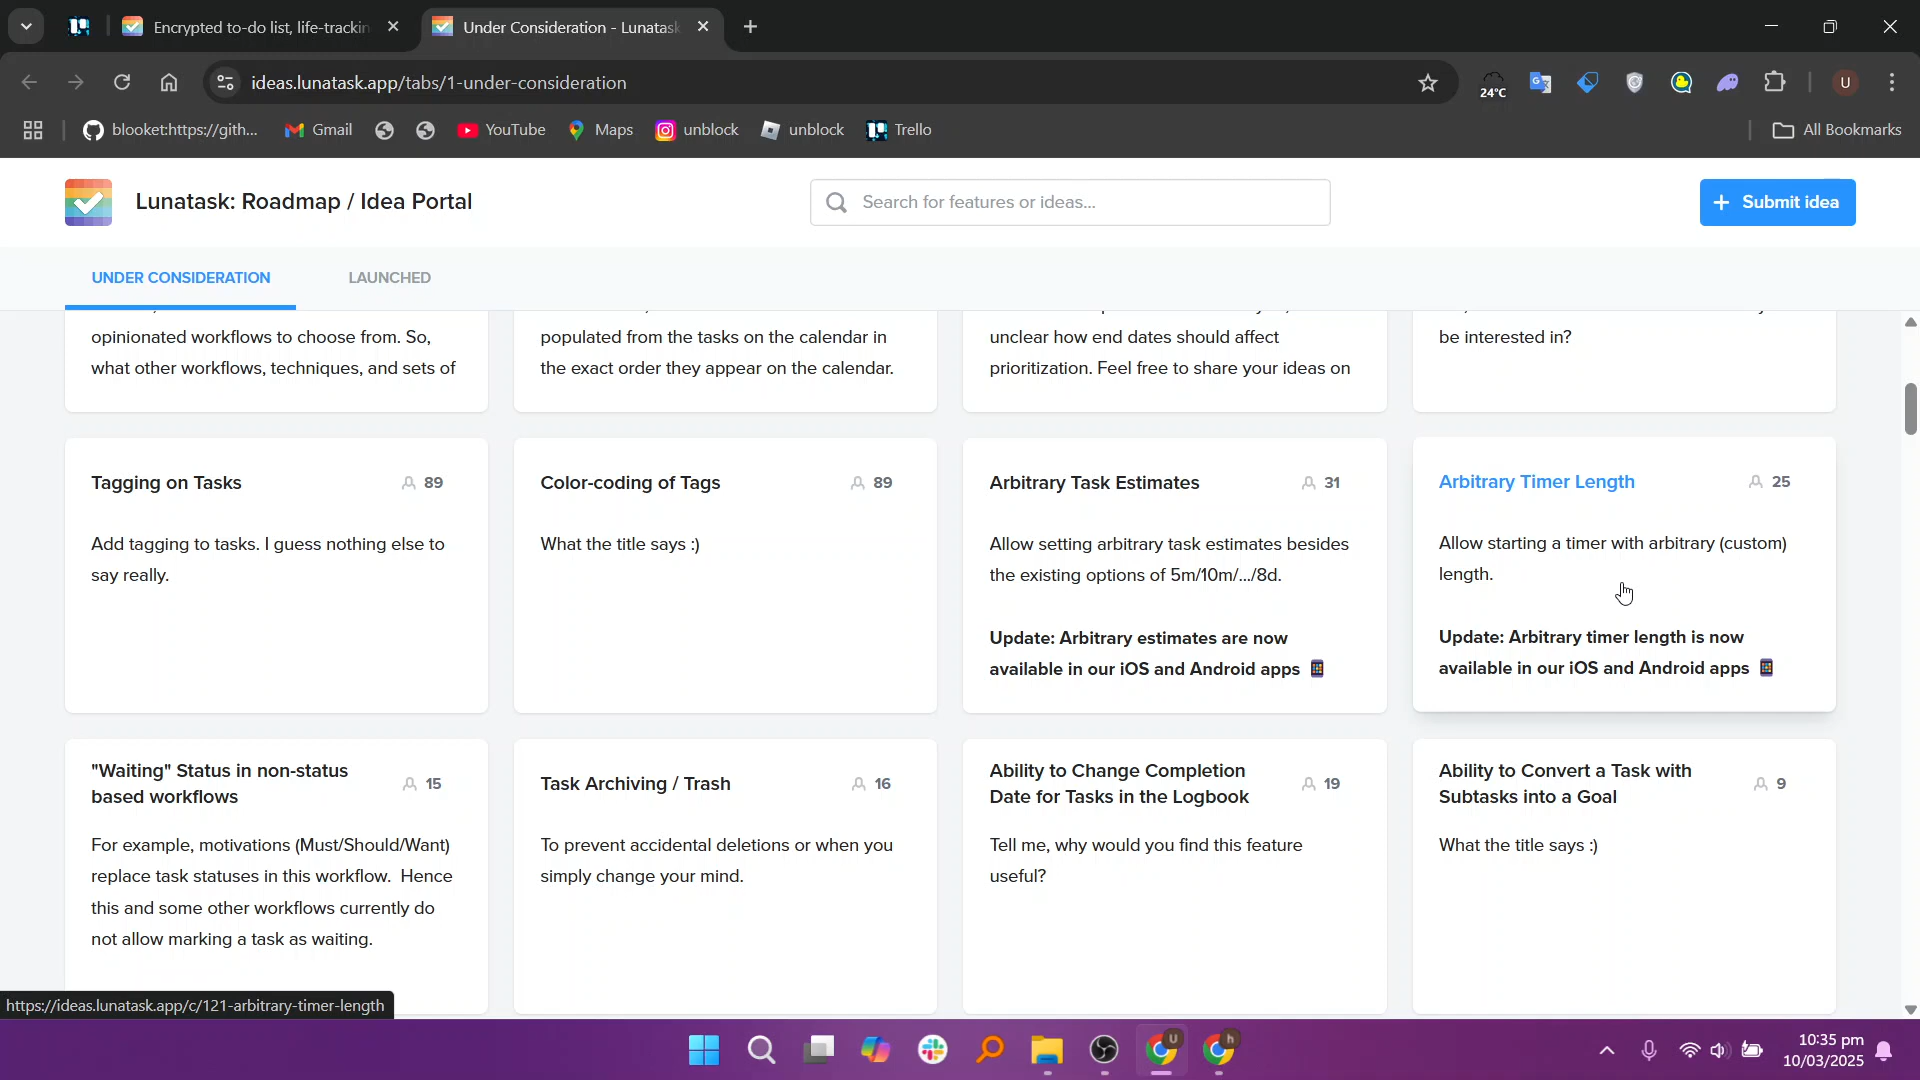 Encrypted to-do list, life-trackin
Under Consideration - Lunatask
ideas.lunatask.app/tabs/1-under-consideration
24°C
U
blooket:https://gith...
Gmail
YouTube
Maps
unblock
unblock
Trello
All Bookmarks
Lunatask: Roadmap / Idea Portal
Search for features or ideas...
+ Submit idea
UNDER CONSIDERATION
LAUNCHED
opinionated workflows to choose from. So,
what other workflows, techniques, and sets of
populated from the tasks on the calendar in
the exact order they appear on the calendar.
unclear how end dates should affect
prioritization. Feel free to share your ideas on
be interested in?
Tagging on Tasks
89
Add tagging to tasks. I guess nothing else to
say really.
Color-coding of Tags
89
What the title says :)
Arbitrary Task Estimates
31
Allow setting arbitrary task estimates besides
the existing options of 5m/10m/.../8d.
Update: Arbitrary estimates are now
available in our iOS and Android apps
Arbitrary Timer Length
25
Allow starting a timer with arbitrary (custom)
length.
Update: Arbitrary timer length is now
available in our iOS and Android apps
"Waiting" Status in non-status
based workflows
15
For example, motivations (Must/Should/Want)
replace task statuses in this workflow. Hence
this and some other workflows currently do
not allow marking a task as waiting.
Task Archiving / Trash
16
To prevent accidental deletions or when you
simply change your mind.
Ability to Change Completion
Date for Tasks in the Logbook
19
Tell me, why would you find this feature
useful?
Ability to Convert a Task with
Subtasks into a Goal
9
What the title says :)
https://ideas.lunatask.app/c/121-arbitrary-timer-length
U
h
10:35 pm
10/03/2025